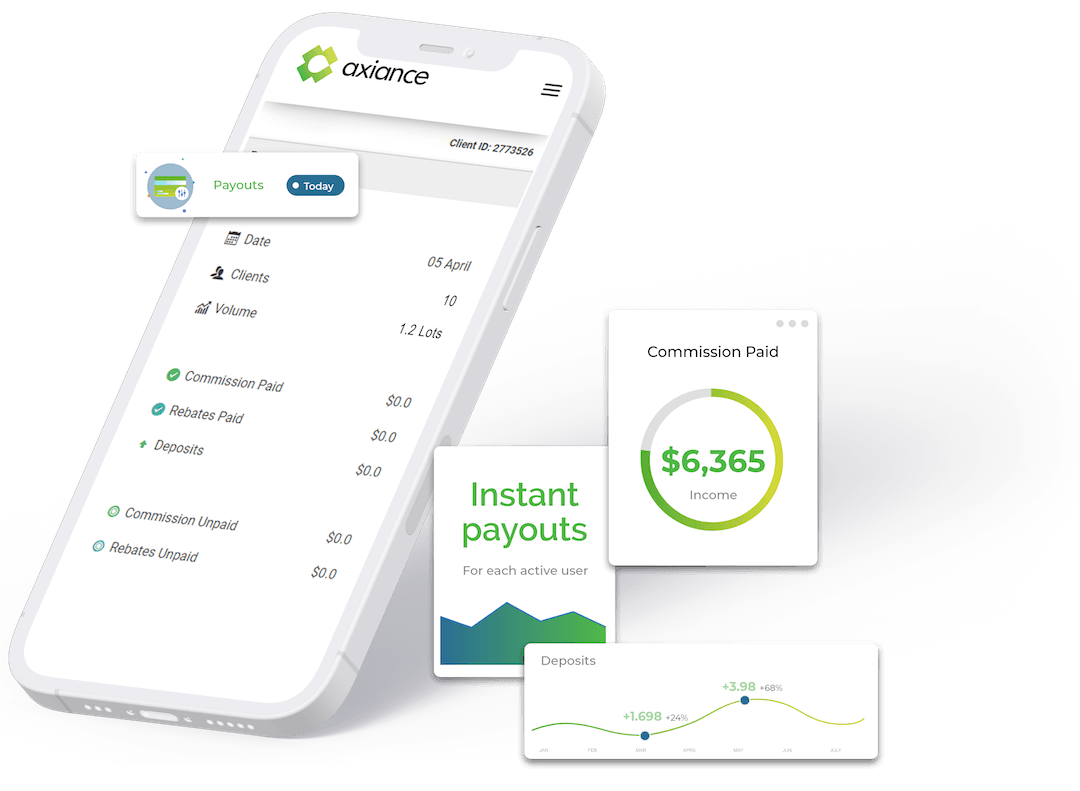 axiance
Client ID: 2773526
Payouts
Today
Date
05 April
Clients
10
Volume
1.2 Lots
Commission Paid
$0.0
Rebates Paid
$0.0
Deposits
$0.0
Commission Unpaid
$0.0
Rebates Unpaid
$0.0
Commission Paid
$6,365
Income
Instant
payouts
For each active user
Deposits
+3.98 +68%
+1.698 +24%
JAN FEB MAR APRIL MAY JUN JULY